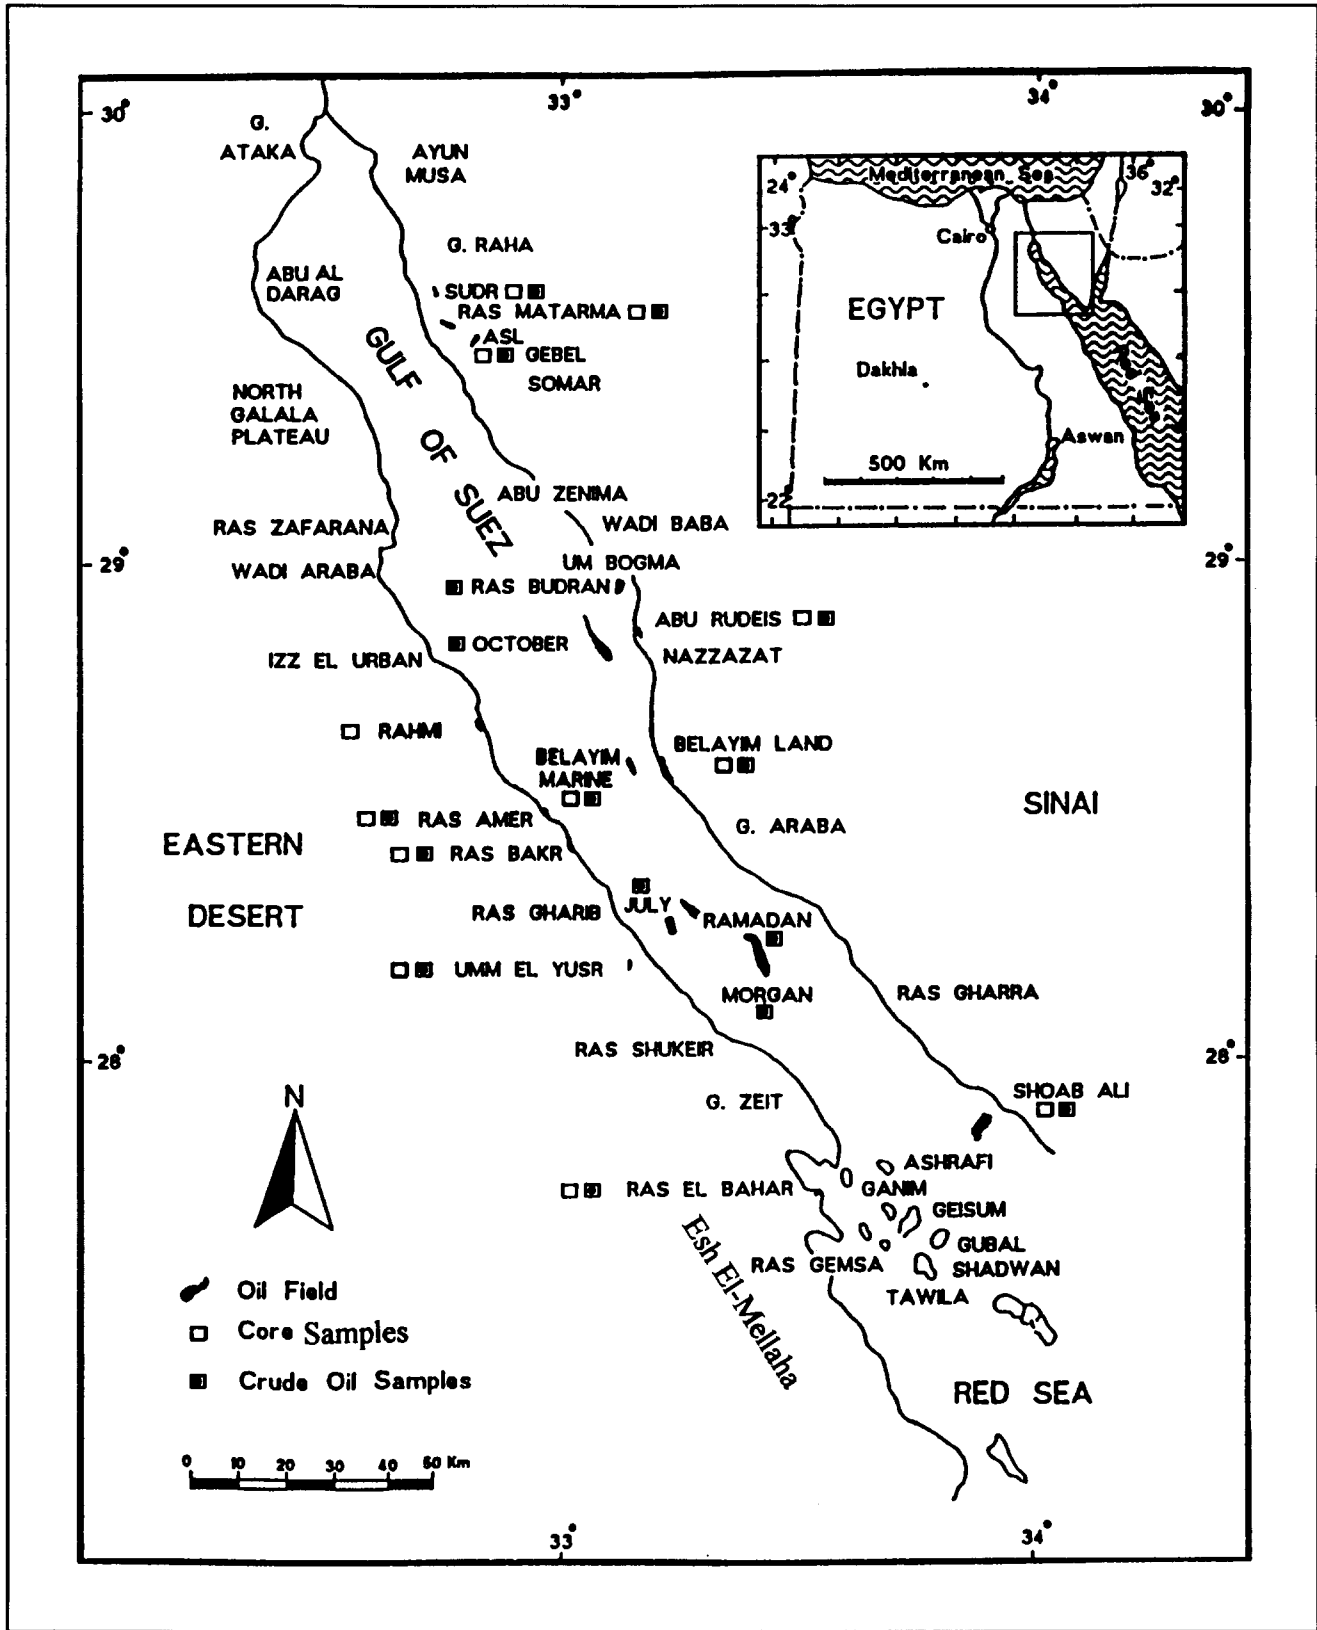 33°
34°
30°
30°
G.
ATAKA
AYUN
MUSA
G. RAHA
ABU AL
DARAG
SUDR
RAS MATARMA
ASL
GEBEL
SOMAR
GULF OF SUEZ
NORTH
GALALA
PLATEAU
ABU ZENIMA
WADI BABA
RAS ZAFARANA
UM BOGMA
29°
29°
WADI ARABA
RAS BUDRAN
ABU RUDEIS
OCTOBER
NAZZAZAT
IZZ EL URBAN
RAHMI
BELAYIM
MARINE
BELAYIM LAND
SINAI
RAS AMER
G. ARABA
EASTERN
DESERT
RAS BAKR
RAS GHARIB
JULY
RAMADAN
UMM EL YUSR
MORGAN
RAS GHARRA
RAS SHUKEIR
28°
28°
G. ZEIT
SHOAB ALI
ASHRAFI
RAS EL BAHAR
GANIM
GEISUM
GUBAL
RAS GEMSA
SHADWAN
TAWILA
Esh El-Mellaha
RED SEA
N
Oil Field
Core Samples
Crude Oil Samples
0 10 20 30 40 50 Km
33°
34°
Mediterranean Sea
24°
36°
32°
33
Cairo
EGYPT
Dakhla
Aswan
500 Km
22